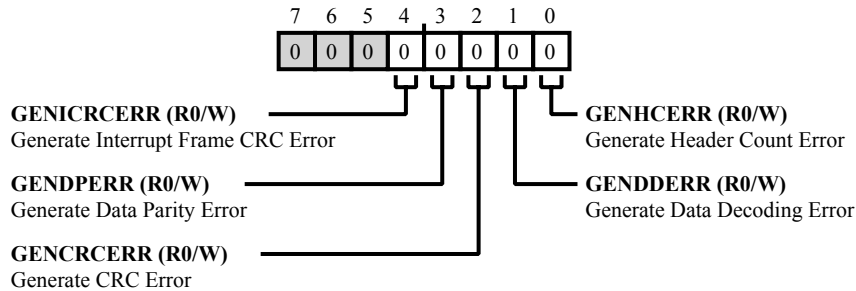 7 6 5 4 3 2 1 0
0 0 0 0 0 0 0 0
GENICRCERR (R0/W)
Generate Interrupt Frame CRC Error
GENHCERR (R0/W)
Generate Header Count Error
GENDPERR (R0/W)
Generate Data Parity Error
GENDDERR (R0/W)
Generate Data Decoding Error
GENCRCERR (R0/W)
Generate CRC Error